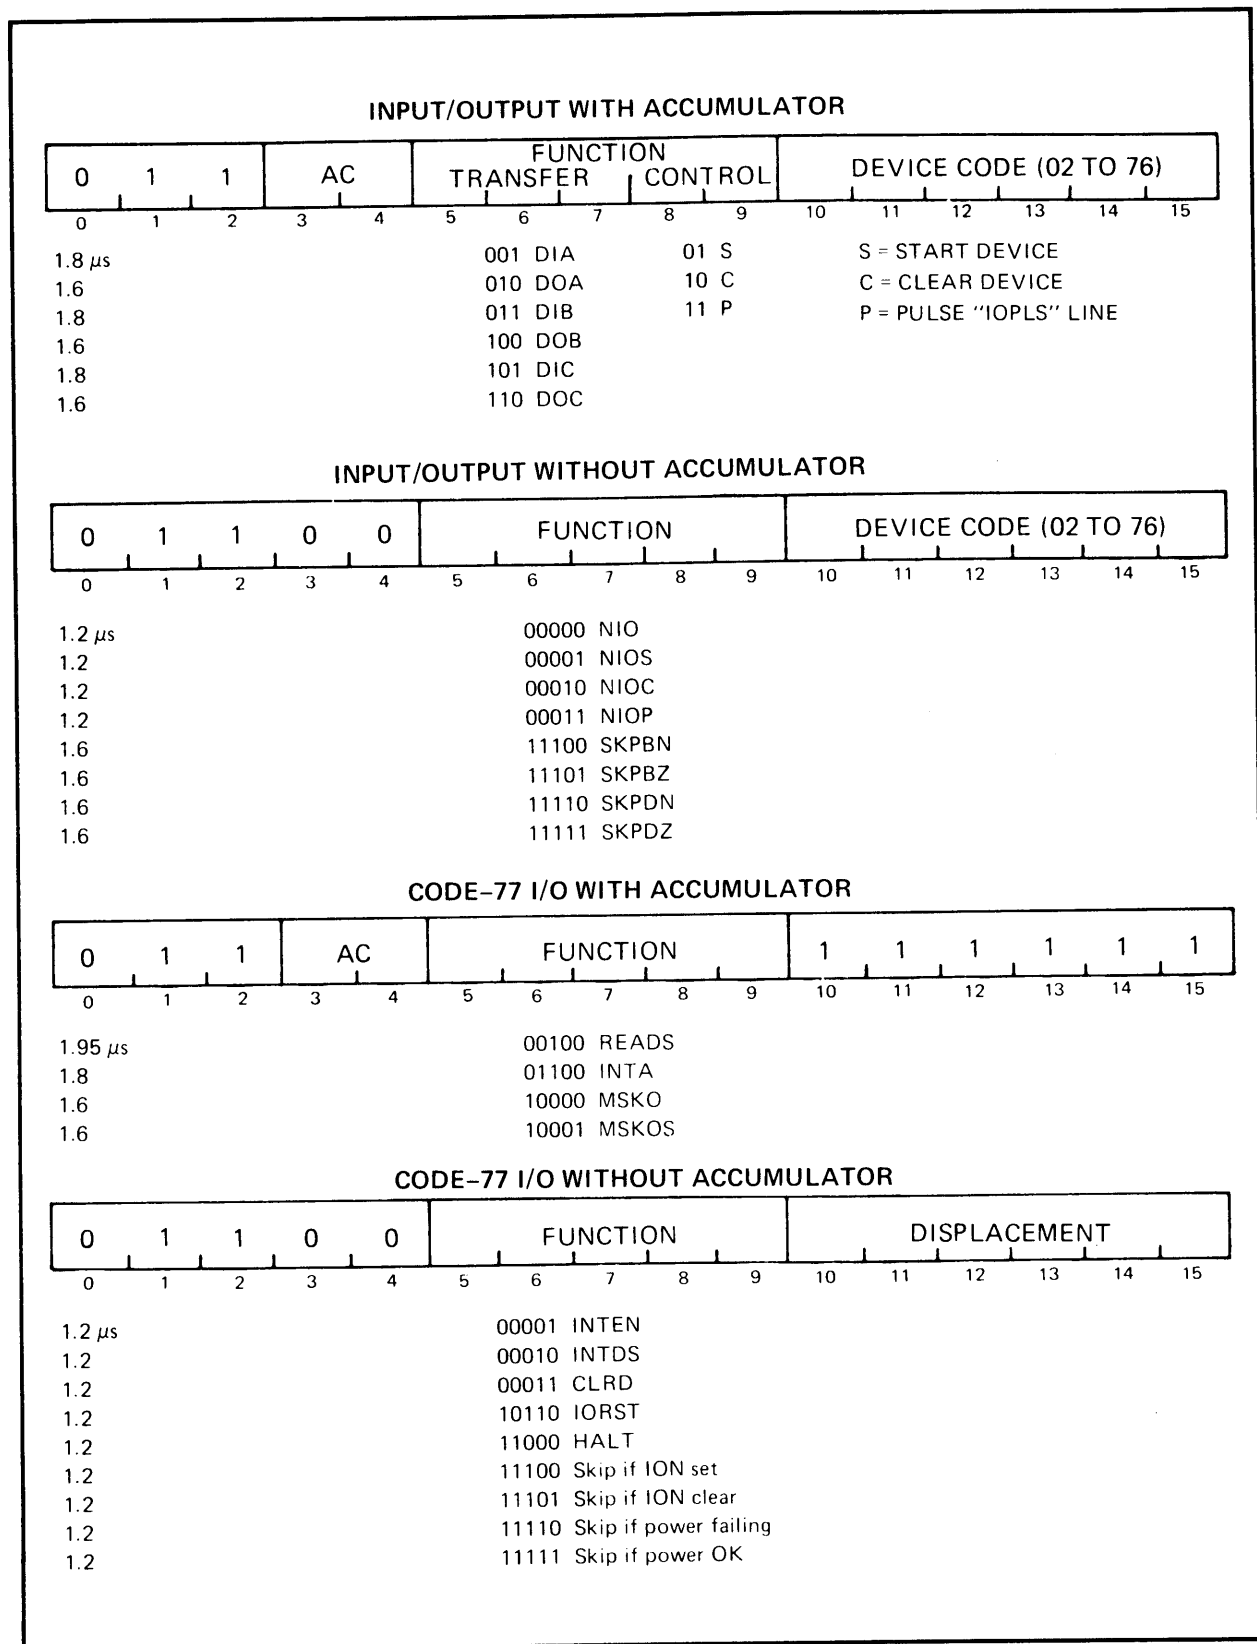 INPUT/OUTPUT WITH ACCUMULATOR
0 1 1 AC FUNCTION
TRANSFER CONTROL DEVICE CODE (02 TO 76)
0 1 2 3 4 5 6 7 8 9 10 11 12 13 14 15
1.8 μs 001 DIA 01 S S = START DEVICE
1.6 010 DOA 10 C C = CLEAR DEVICE
1.8 011 DIB 11 P P = PULSE "IOPLS" LINE
1.6 100 DOB
1.8 101 DIC
1.6 110 DOC
INPUT/OUTPUT WITHOUT ACCUMULATOR
0 1 1 0 0 FUNCTION DEVICE CODE (02 TO 76)
0 1 2 3 4 5 6 7 8 9 10 11 12 13 14 15
1.2 μs 00000 NIO
1.2 00001 NIOS
1.2 00010 NIOC
1.2 00011 NIOP
1.6 11100 SKPBN
1.6 11101 SKPBZ
1.6 11110 SKPDN
1.6 11111 SKPDZ
CODE–77 I/O WITH ACCUMULATOR
0 1 1 AC FUNCTION 1 1 1 1 1 1
0 1 2 3 4 5 6 7 8 9 10 11 12 13 14 15
1.95 μs 00100 READS
1.8 01100 INTA
1.6 10000 MSKO
1.6 10001 MSKOS
CODE–77 I/O WITHOUT ACCUMULATOR
0 1 1 0 0 FUNCTION DISPLACEMENT
0 1 2 3 4 5 6 7 8 9 10 11 12 13 14 15
1.2 μs 00001 INTEN
1.2 00010 INTDS
1.2 00011 CLRD
1.2 10110 IORST
1.2 11000 HALT
1.2 11100 Skip if ION set
1.2 11101 Skip if ION clear
1.2 11110 Skip if power failing
1.2 11111 Skip if power OK